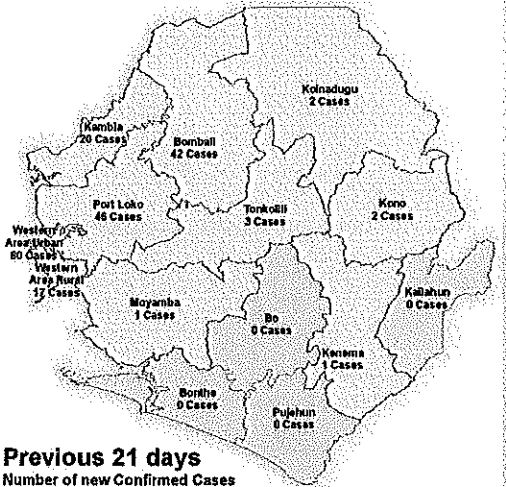 Koinadugu
2 Cases
Kambia
20 Cases
Bombali
42 Cases
Port Loko
46 Cases
Tonkolili
3 Cases
Kono
2 Cases
Western
Area Urban
60 Cases
Western
Area Rural
17 Cases
Moyamba
1 Cases
Bo
0 Cases
Kailahun
0 Cases
Kenema
1 Cases
Bonthe
0 Cases
Pujehun
0 Cases
Previous 21 days
Number of new Confirmed Cases